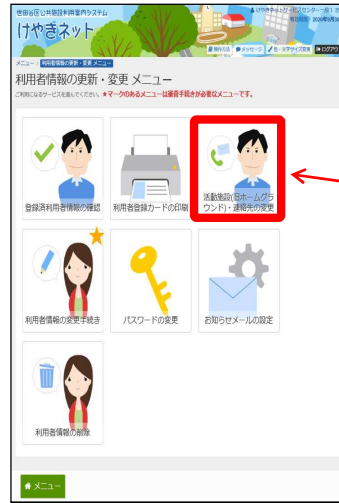 世田谷区公共施設利用案内システム
けやきネット
操作方法 メッセージ 色・文字サイズ変更 ログアウ
メニュー > 利用者情報の更新・変更 メニュー
利用者情報の更新・変更 メニュー
ご利用になるサービスを選んでください。★マークのあるメニューは審査手続きが必要なメニューです。
登録済利用者情報の確認
利用者登録カードの印刷
活動施設(旧ホームグラ
ウンド)・連絡先の変更
利用者情報の変更手続き
パスワードの変更
お知らせメールの設定
利用者情報の削除
メニュー